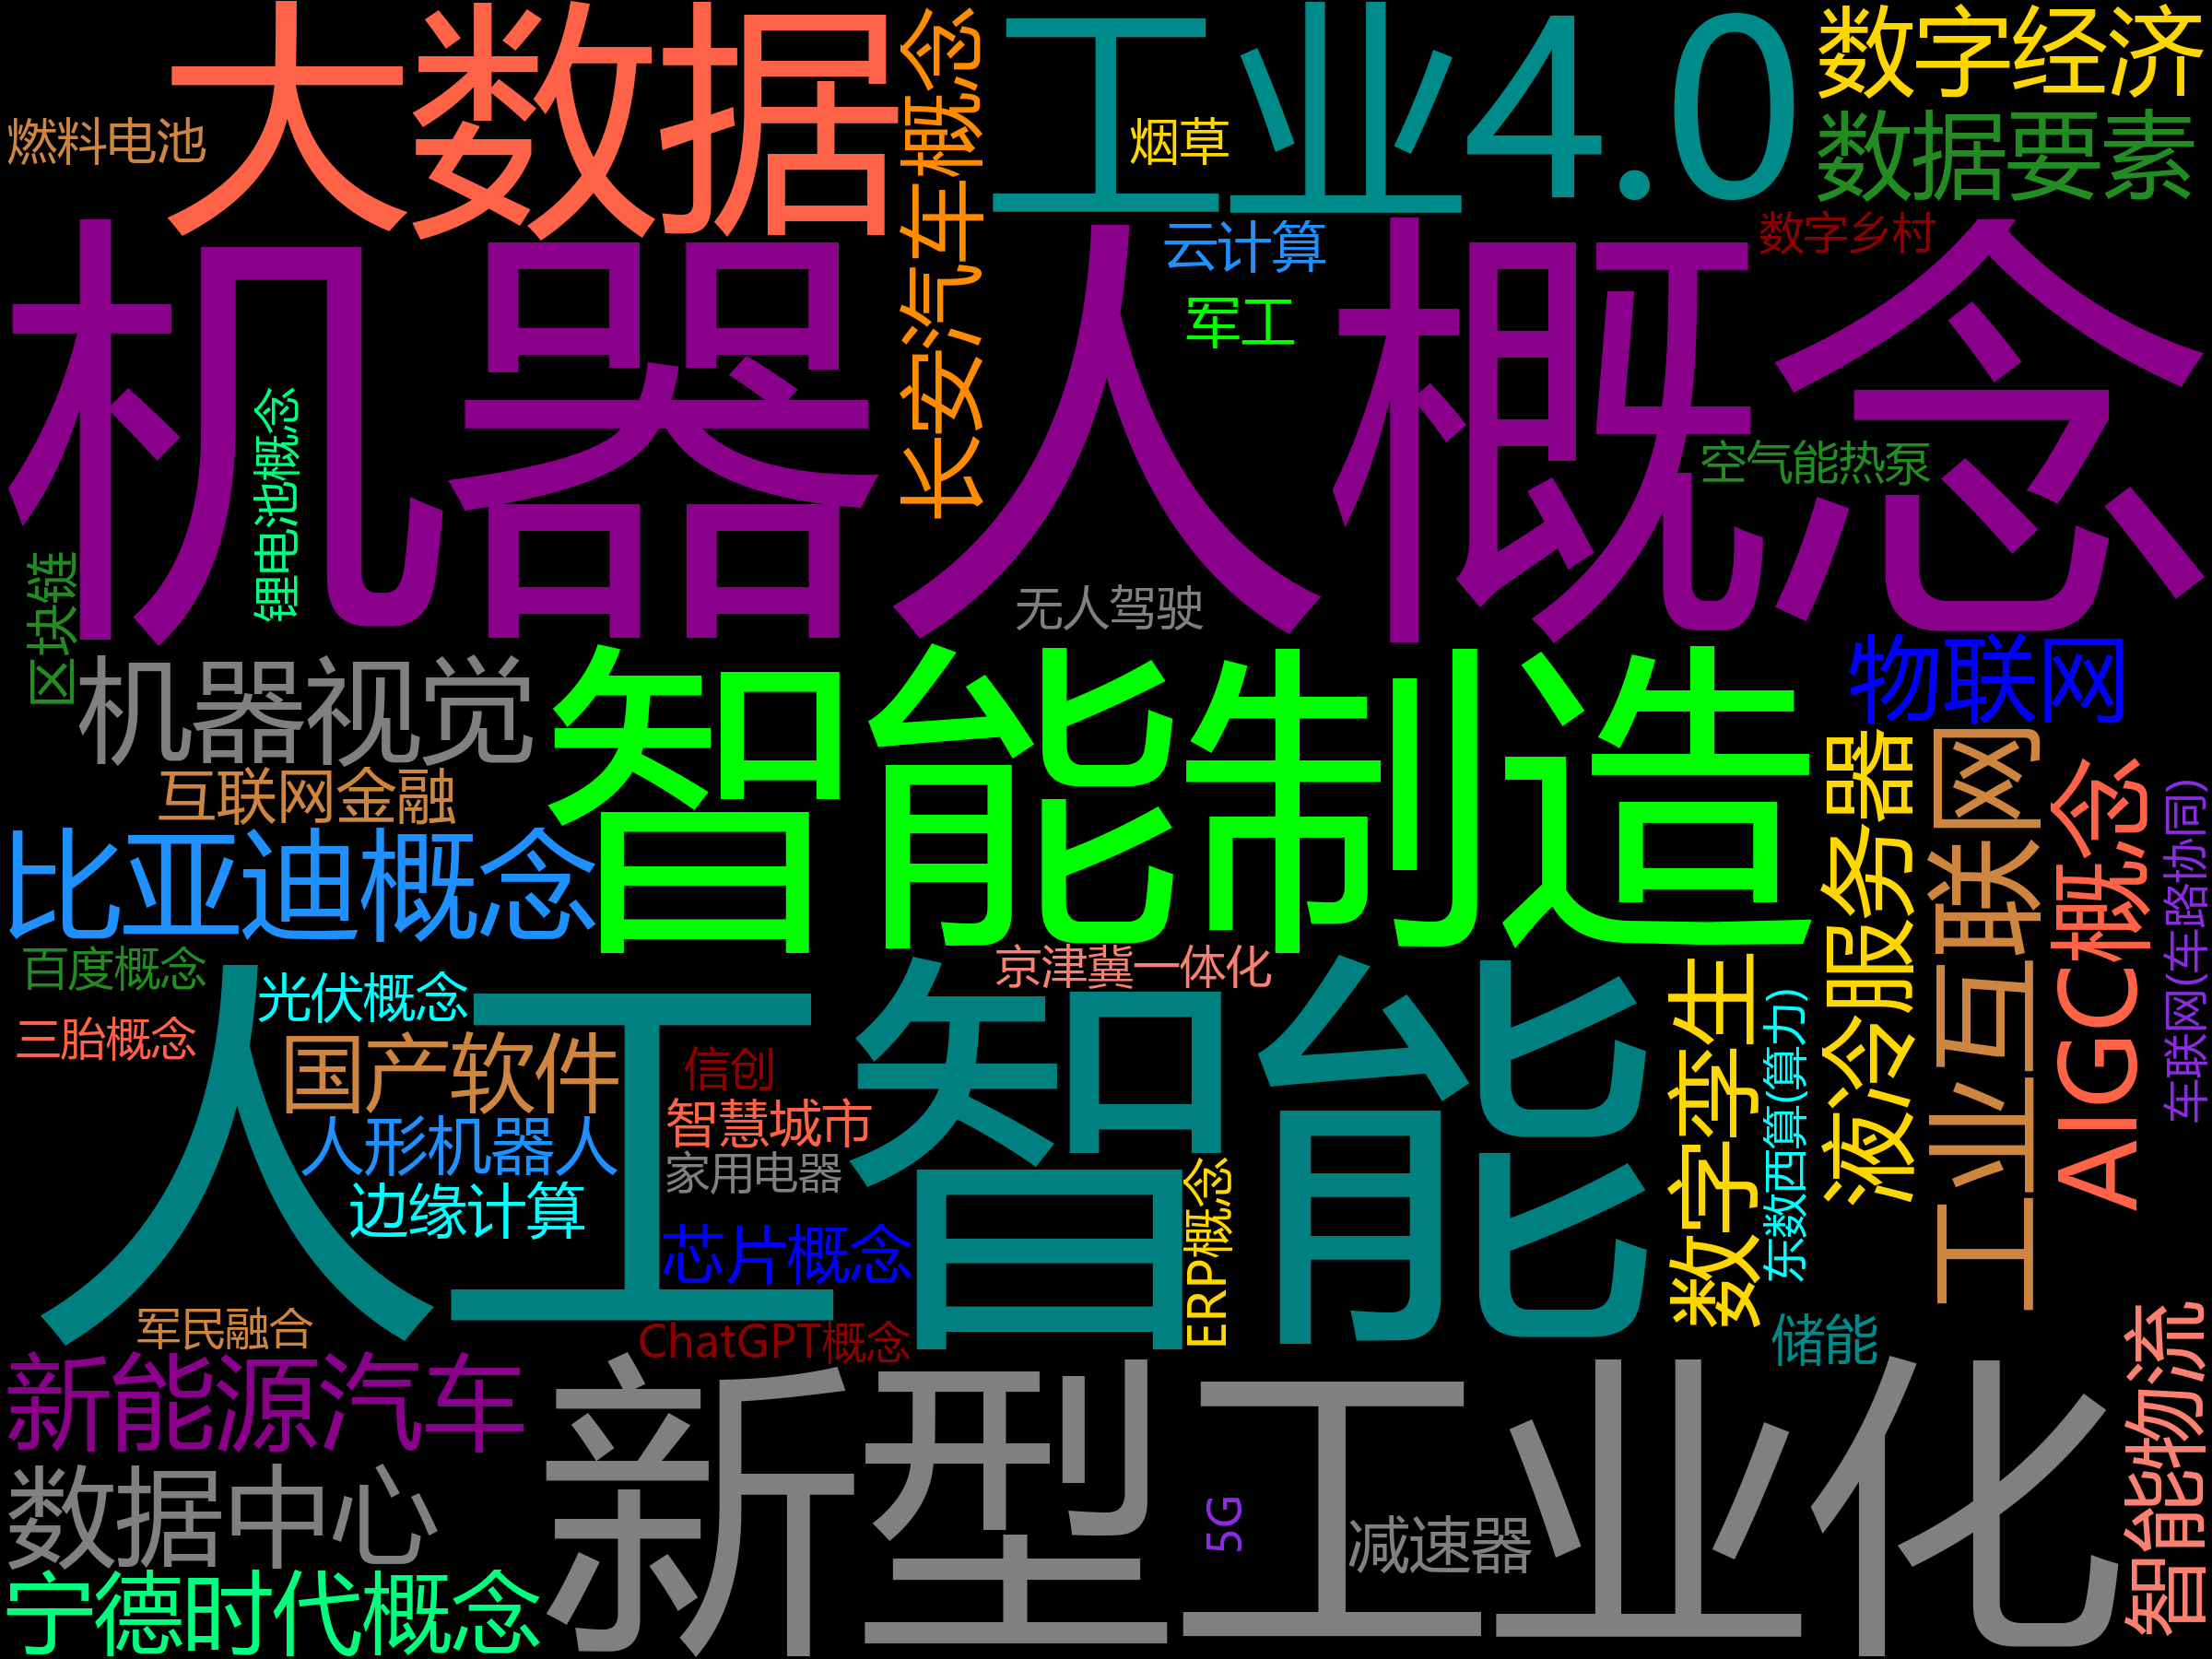 大数据
工业4.0
数字经济
数据要素
燃料电池
长安汽车概念
烟草
数字乡村
云计算
军工
机器人概念
锂电池概念
空气能热泵
区块链
无人驾驶
物联网
机器视觉
智能制造
互联网金融
比亚迪概念
液冷服务器
工业互联网
AIGC概念
车联网(车路协同)
百度概念
京津冀一体化
光伏概念
三胎概念
国产软件
信创
人工智能
数字孪生
东数西算(算力)
智慧城市
人形机器人
家用电器
边缘计算
芯片概念
ERP概念
军民融合
ChatGPT概念
储能
新能源汽车
智能物流
新型工业化
数据中心
5G
减速器
宁德时代概念